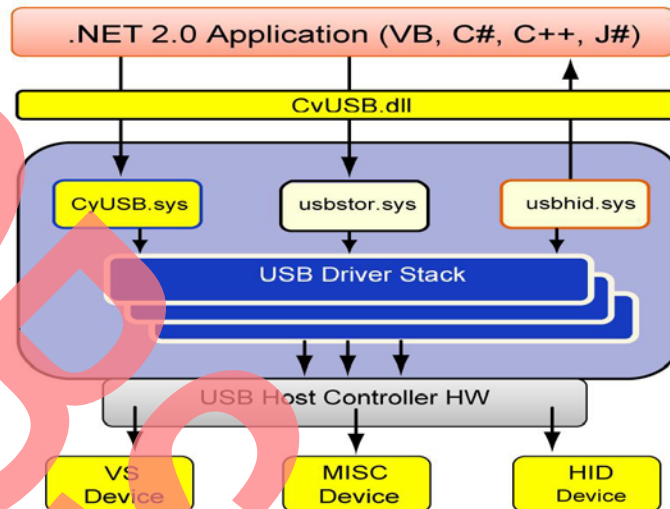 .NET 2.0 Application (VB, C#, C++, J#)
CvUSB.dll
CyUSB.sys
usbstor.sys
usbhid.sys
USB Driver Stack
USB Host Controller HW
VS
Device
MISC
Device
HID
Device